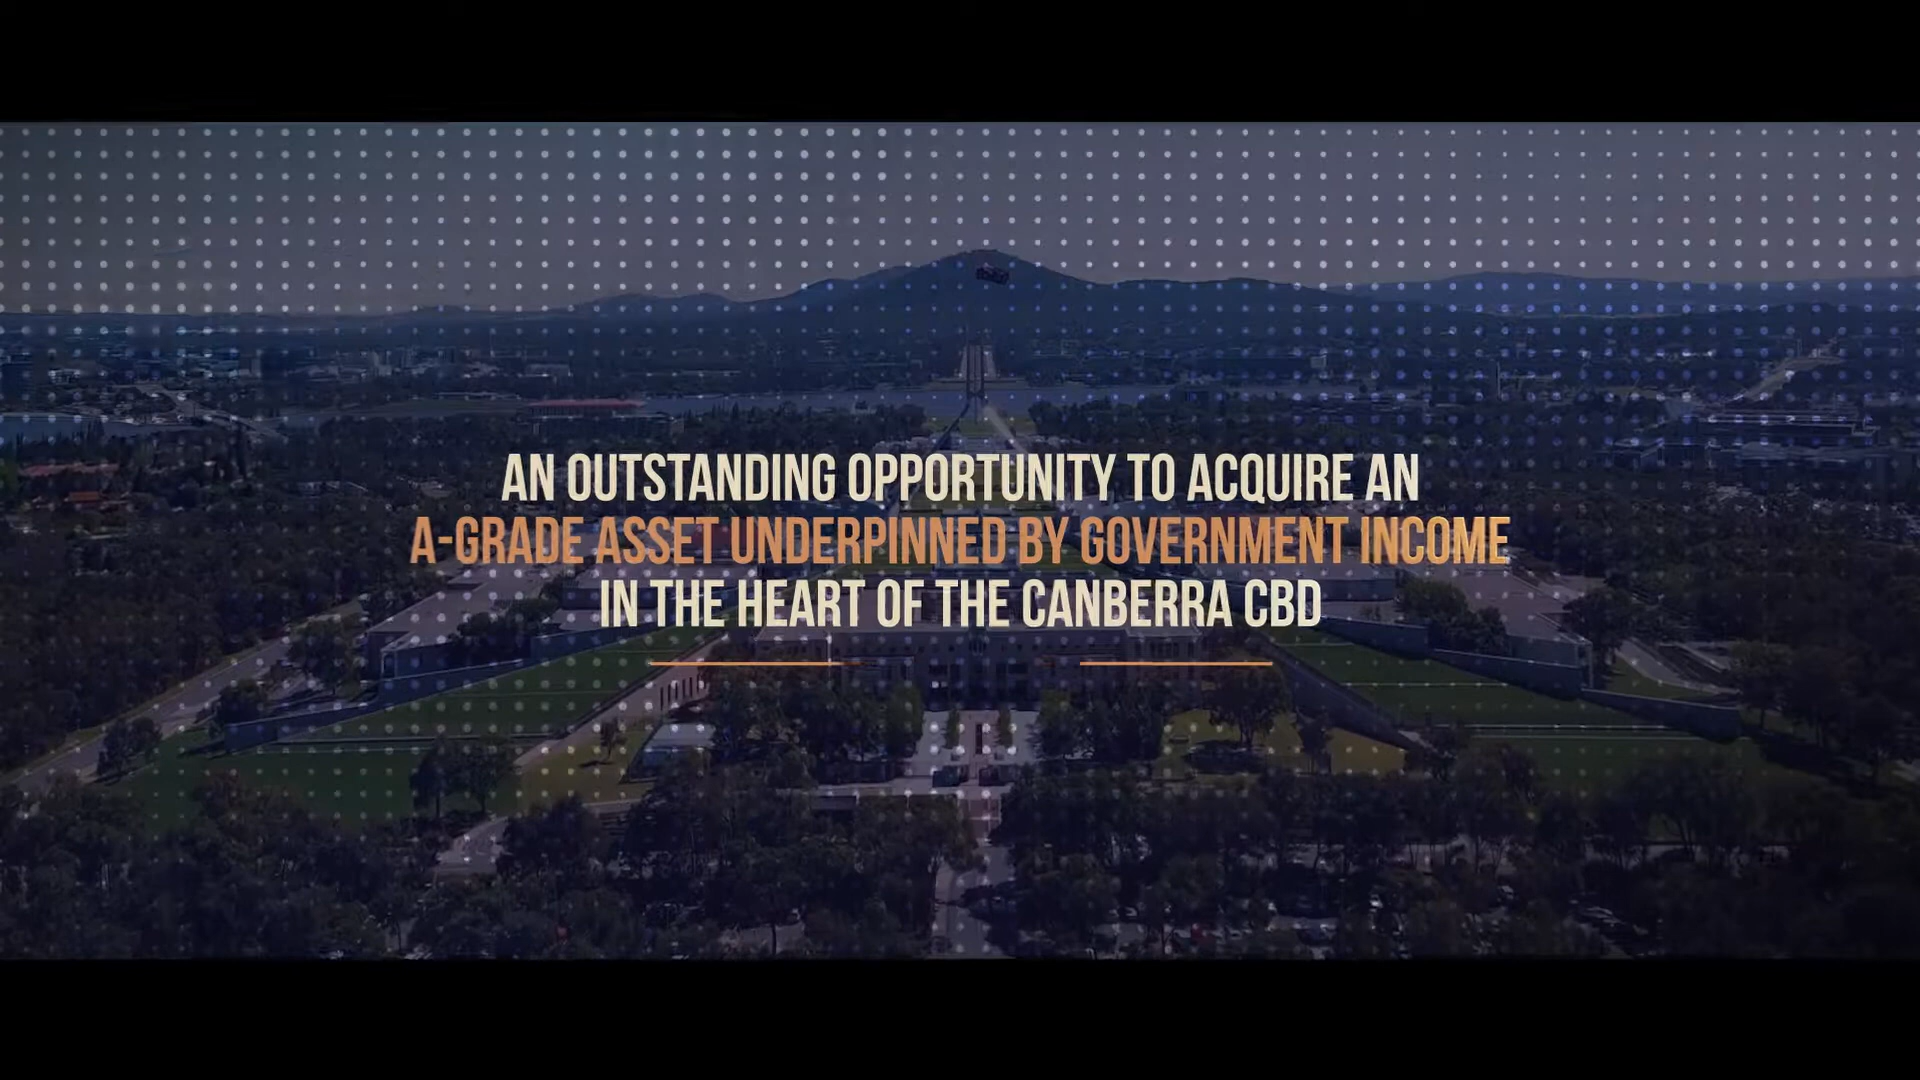 AN OUTSTANDING OPPORTUNITY TO ACQUIRE AN
A-GRADE ASSET UNDERPINNED BY GOVERNMENT INCOME
IN THE HEART OF THE CANBERRA CBD